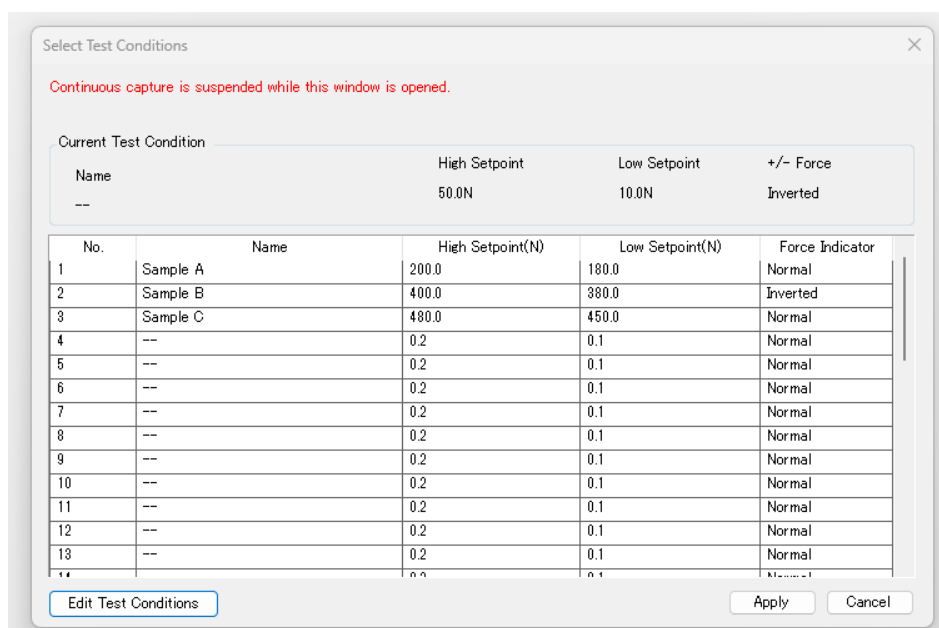 Select Test Conditions
Continuous capture is suspended while this window is opened.
Current Test Condition
Name High Setpoint Low Setpoint +/- Force
-- 50.0N 10.0N Inverted
No. Name High Setpoint(N) Low Setpoint(N) Force Indicator
1 Sample A 200.0 180.0 Normal
2 Sample B 400.0 380.0 Inverted
3 Sample C 480.0 450.0 Normal
4 -- 0.2 0.1 Normal
5 -- 0.2 0.1 Normal
6 -- 0.2 0.1 Normal
7 -- 0.2 0.1 Normal
8 -- 0.2 0.1 Normal
9 -- 0.2 0.1 Normal
10 -- 0.2 0.1 Normal
11 -- 0.2 0.1 Normal
12 -- 0.2 0.1 Normal
13 -- 0.2 0.1 Normal
Edit Test Conditions Apply Cancel